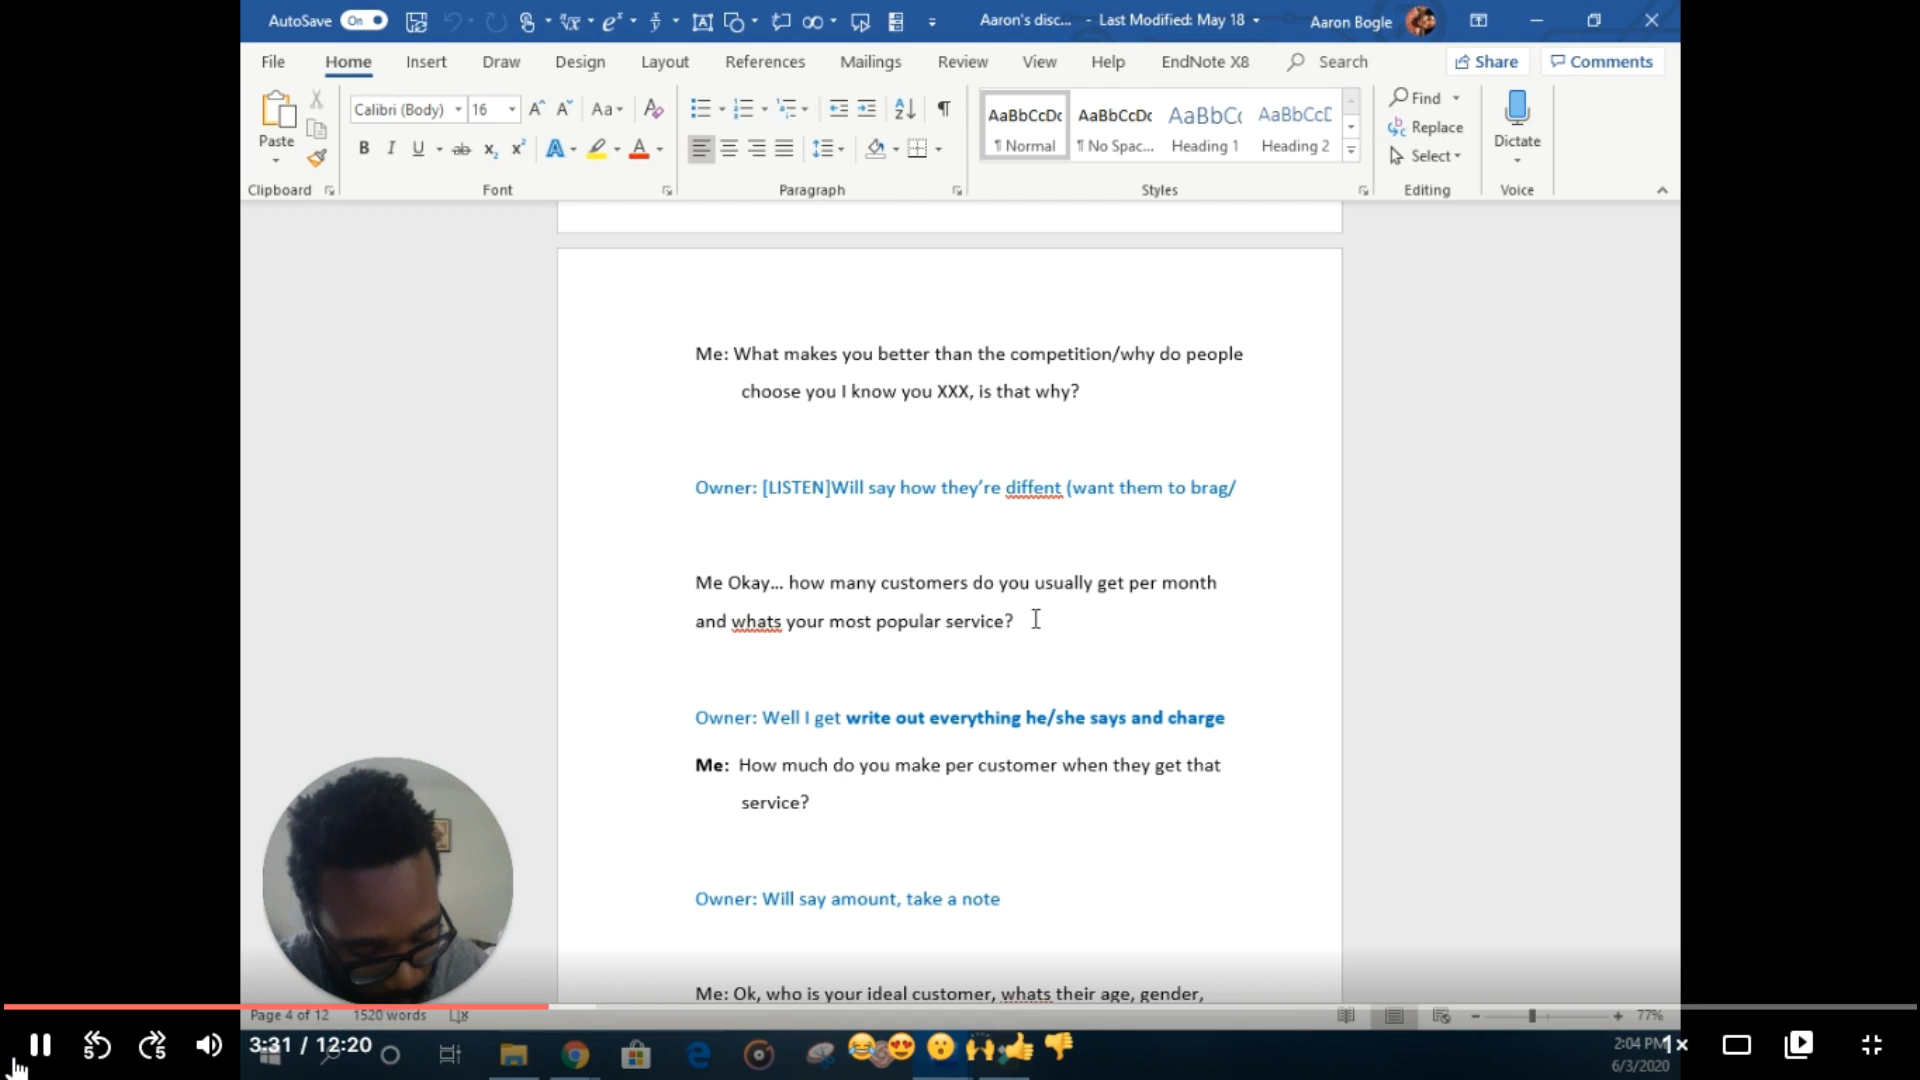 AutoSave On Aaron's disc... - Last Modified: May 18 Aaron Bogle
File Home Insert Draw Design Layout References Mailings Review View Help EndNote X8 Search Share Comments
Paste
Calibri (Body) 16
AaBbCcDc AaBbCcDc AaBbC AaBbCcD
¶ Normal ¶ No Spac... Heading 1 Heading 2
Find
Replace
Select
Dictate
Clipboard Font Paragraph Styles Editing Voice
Me: What makes you better than the competition/why do people
choose you I know you XXX, is that why?
Owner: [LISTEN]Will say how they're diffent (want them to brag/
Me Okay... how many customers do you usually get per month
and whats your most popular service?
Owner: Well I get write out everything he/she says and charge
Me: How much do you make per customer when they get that
service?
Owner: Will say amount, take a note
Me: Ok, who is your ideal customer, whats their age, gender,
Page 4 of 12 1520 words 77%
3:31 / 12:20
2:04 PM 1×
6/3/2020